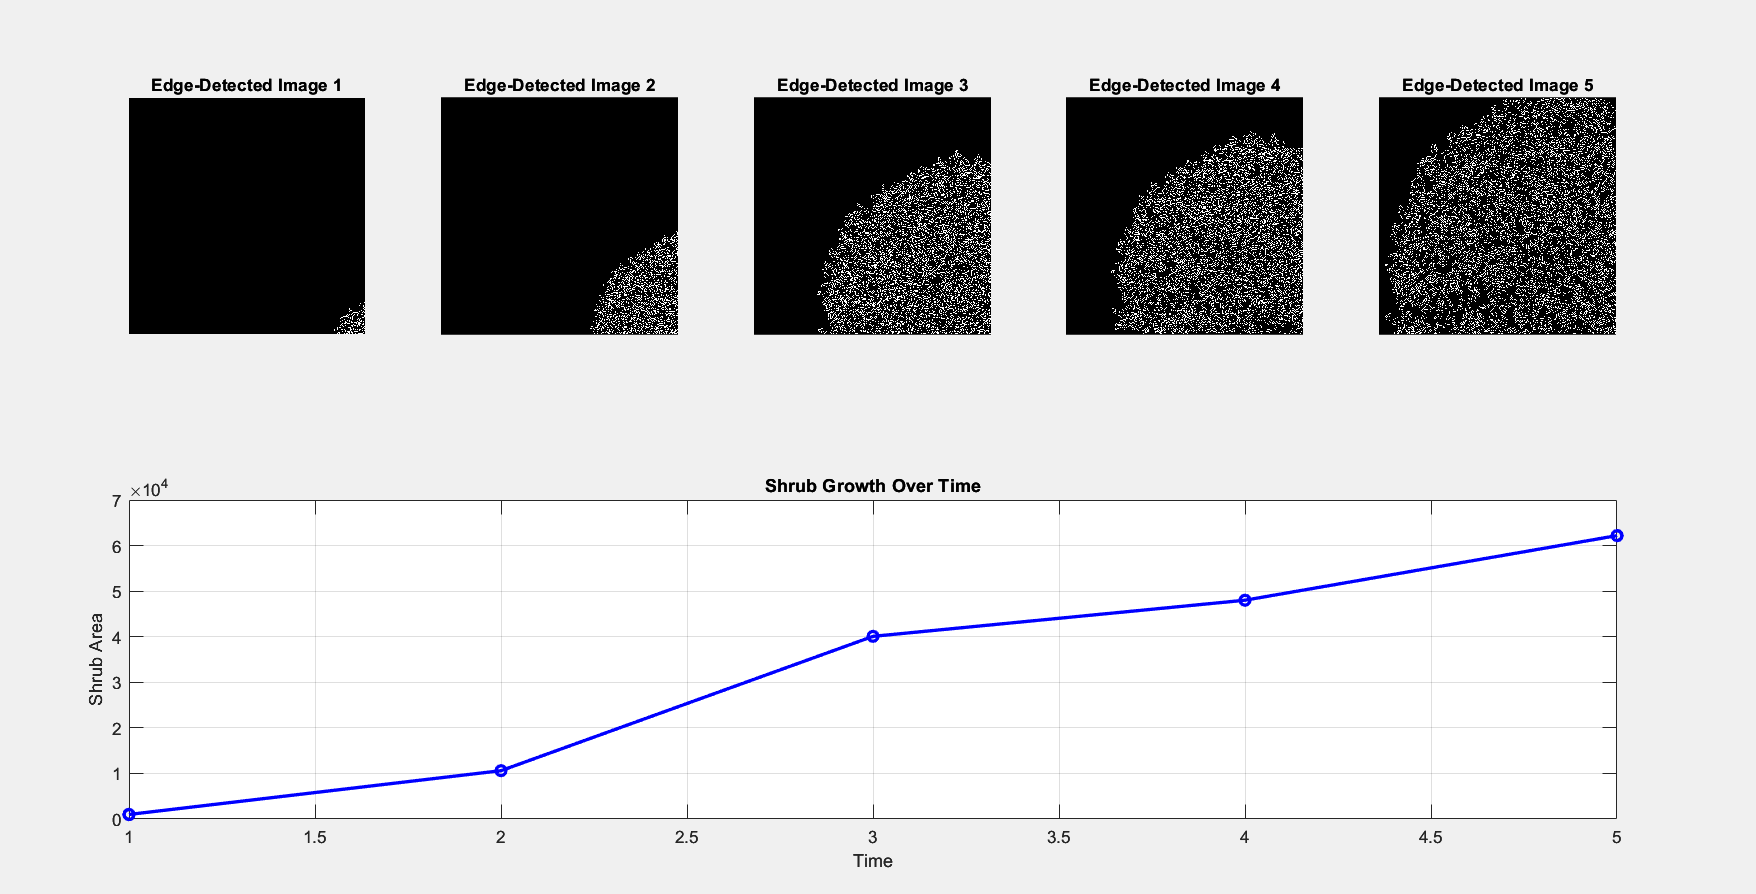 Edge-Detected Image 1
Edge-Detected Image 2
Edge-Detected Image 3
Edge-Detected Image 4
Edge-Detected Image 5
Shrub Growth Over Time
×10⁴
7
6
5
4
3
2
1
0
Shrub Area
1
1.5
2
2.5
3
3.5
4
4.5
5
Time